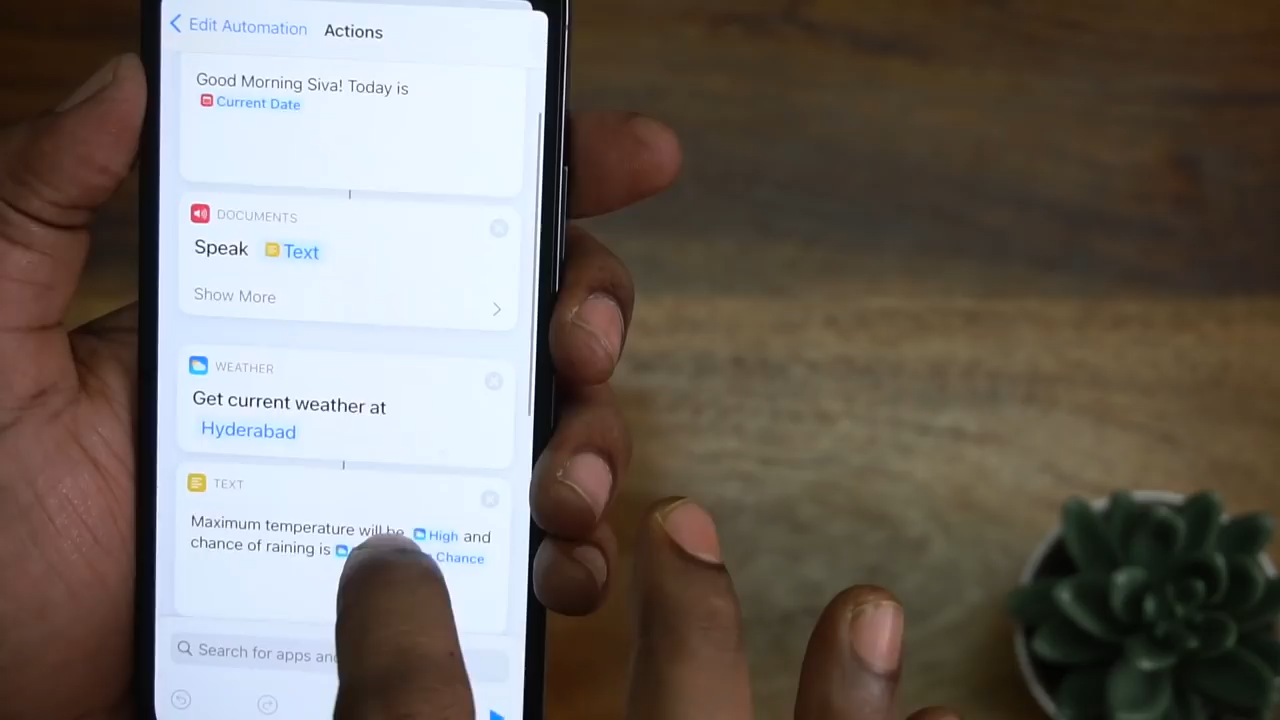 Edit Automation Actions
Good Morning Siva! Today is
Current Date
DOCUMENTS
Speak Text
Show More
WEATHER
Get current weather at
Hyderabad
TEXT
Maximum temperature will be High and
chance of raining is Chance
Search for apps